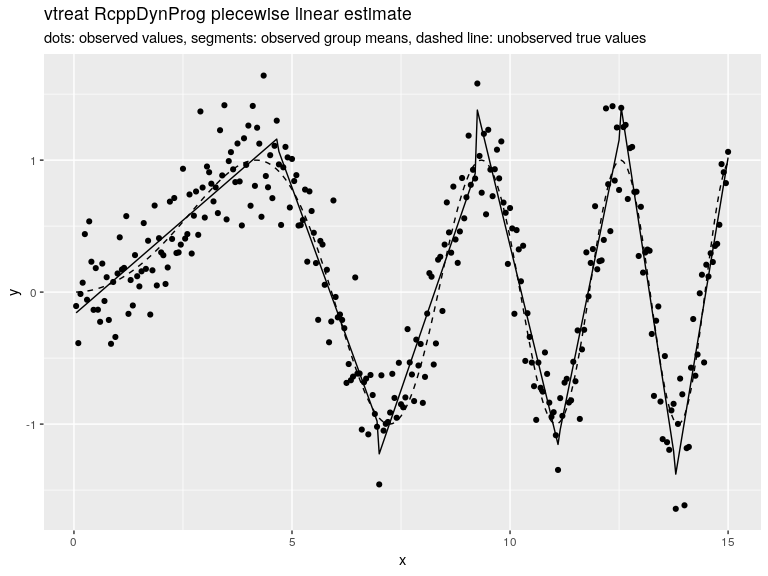 vtreat RcppDynProg piecewise linear estimate
dots: observed values, segments: observed group means, dashed line: unobserved true values
y
1
0
-1
0
5
10
15
x